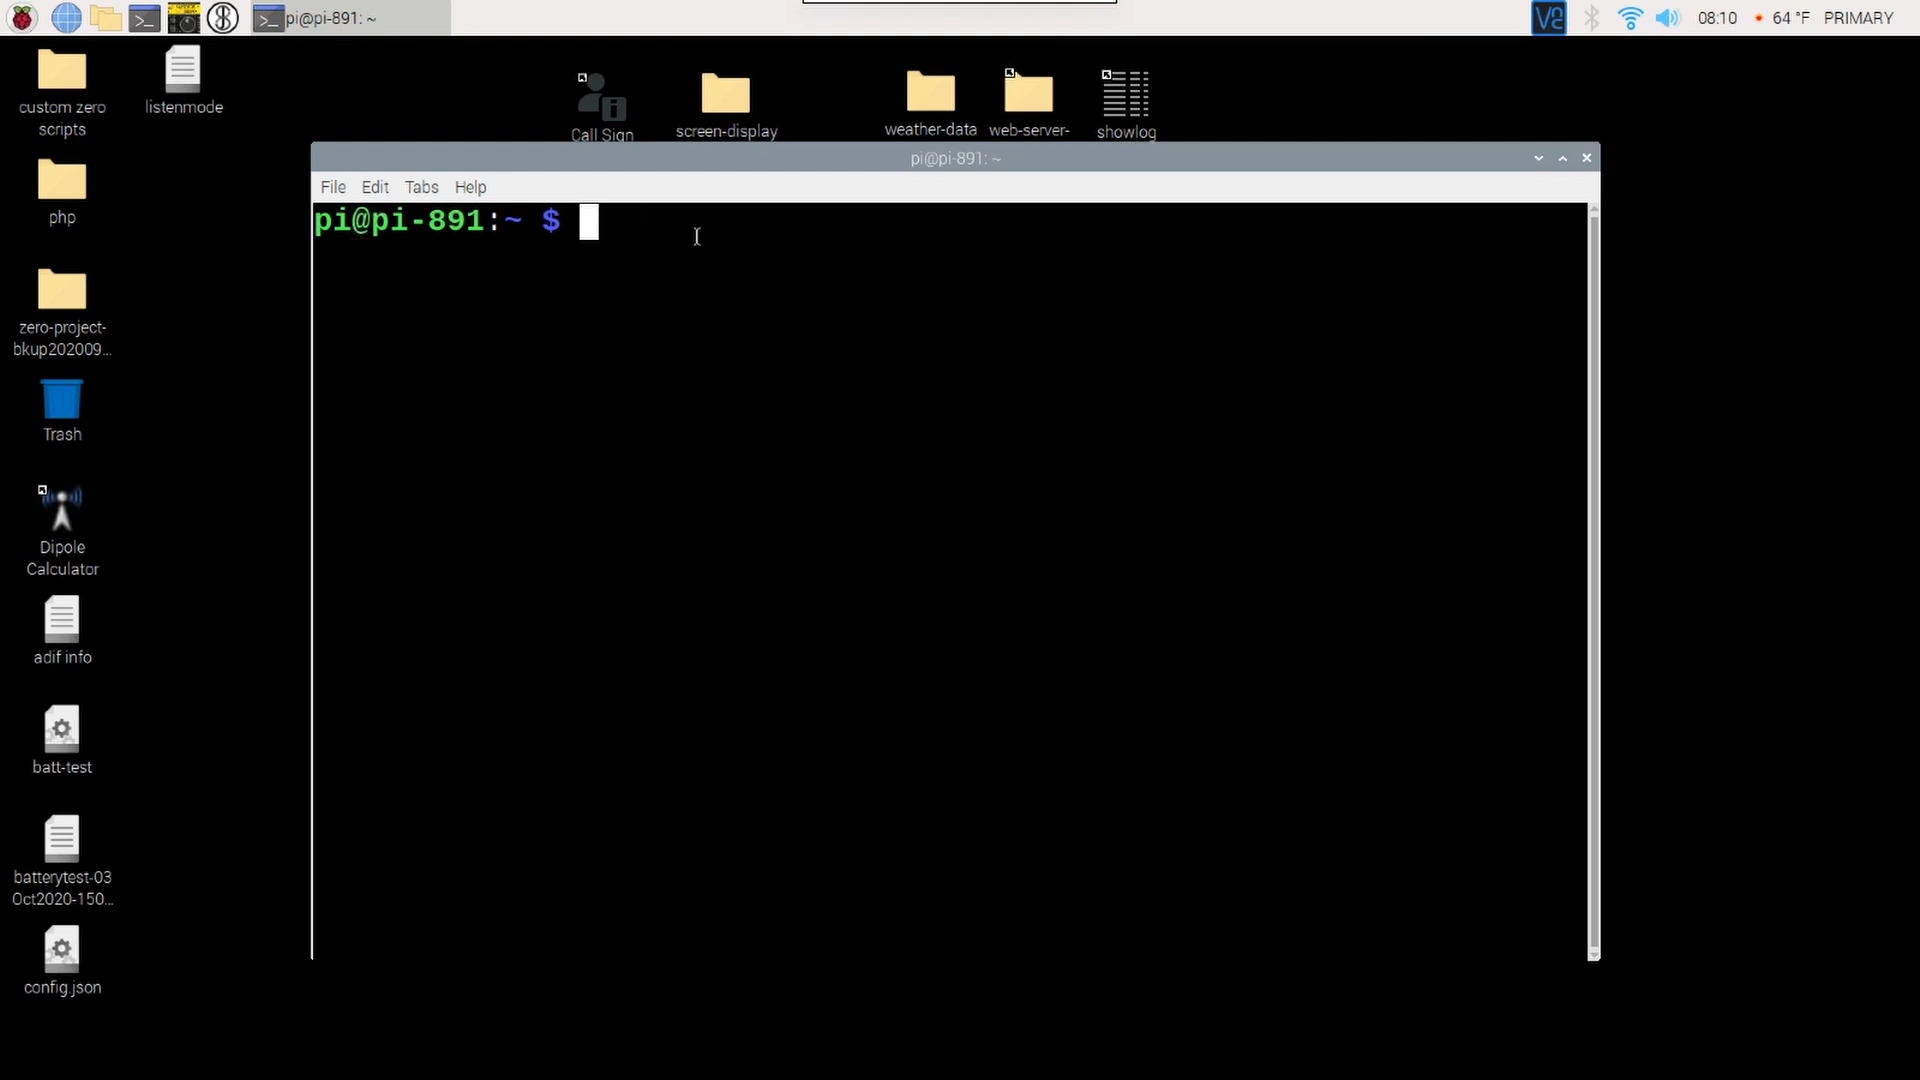 pi@pi-891: ~
08:10
64 °F
PRIMARY
custom zero
scripts
listenmode
Call Sign
screen-display
weather-data
web-server-
showlog
php
zero-project-
bkup202009...
Trash
Dipole
Calculator
adif info
batt-test
batterytest-03
Oct2020-150...
config.json
pi@pi-891: ~
File Edit Tabs Help
pi@pi-891:~ $